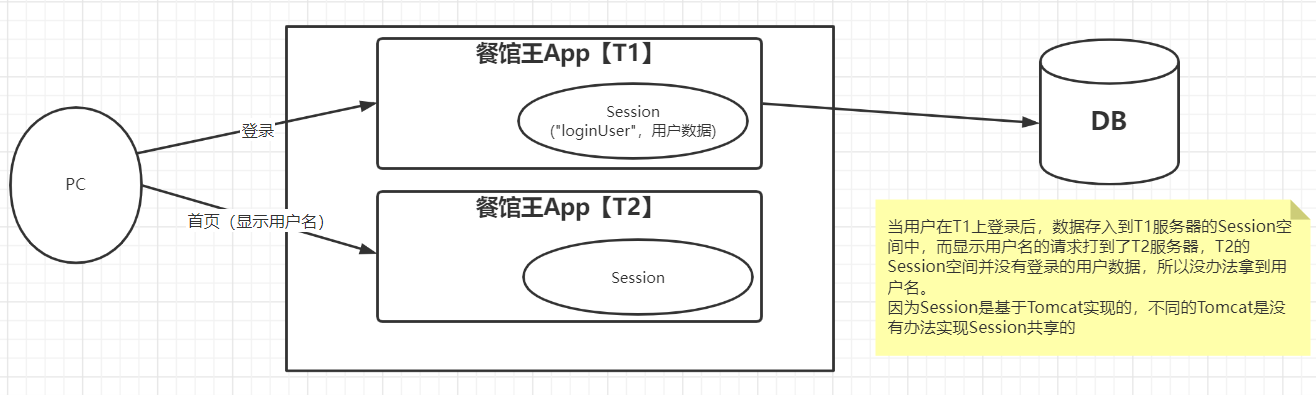 餐馆王App【T1】
Session
("loginUser"，用户数据)
登录
DB
PC
首页（显示用户名）
餐馆王App【T2】
Session
当用户在T1上登录后，数据存入到T1服务器的Session空
间中，而显示用户名的请求打到了T2服务器，T2的
Session空间并没有登录的用户数据，所以没办法拿到用
户名。
因为Session是基于Tomcat实现的，不同的Tomcat是没
有办法实现Session共享的